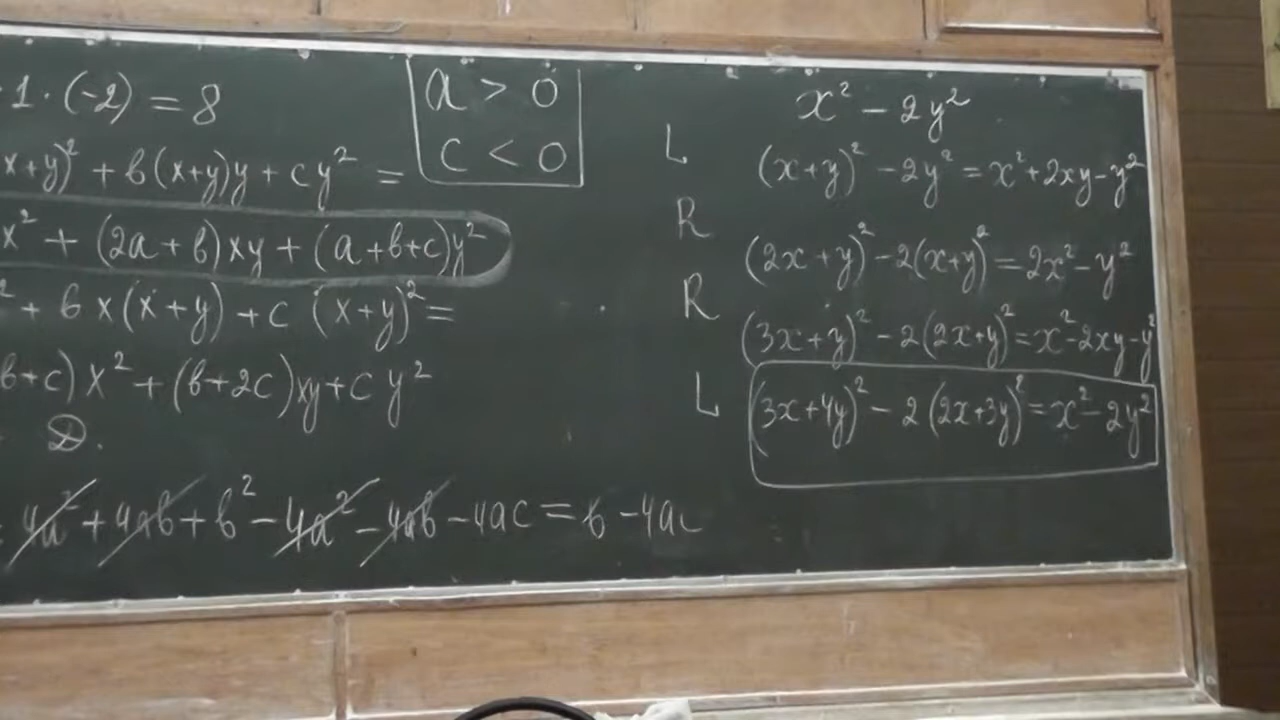 1 · (-2) = 8
x+y)² + b(x+y)y + cy² =
x² + (2a + b)xy + (a+b+c)y²
² + b x(x+y) + c (x+y)² =
b+c)x² + (b+2c)xy + cy²
D.
4a² + 4ab + b² - 4a² - 4ab - 4ac = b - 4ac
a > 0
c < 0
x² - 2y²
L (x+y)² - 2y² = x² + 2xy - y²
R (2x+y)² - 2(x+y)² = 2x² - y²
R (3x+y)² - 2(2x+y)² = x² - 2xy - y²
L (3x+4y)² - 2(2x+3y)² = x² - 2y²